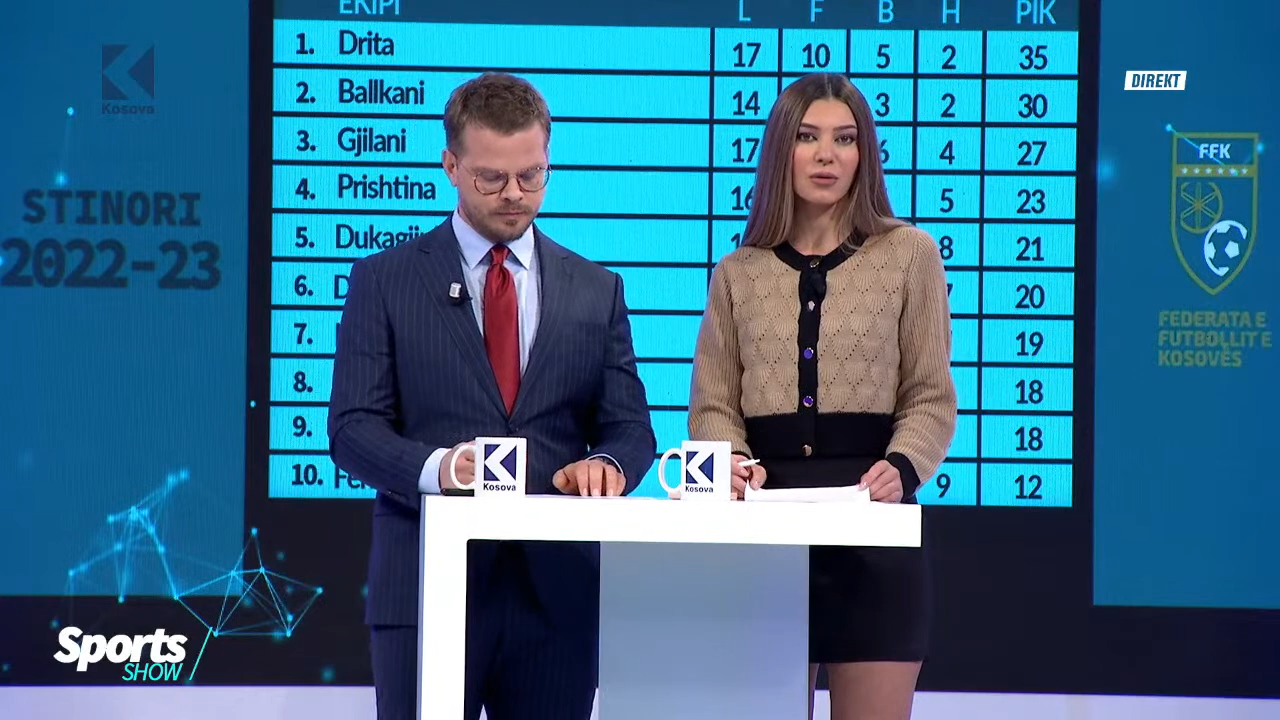 EKIPI L F B H PIK
1. Drita 17 10 5 2 35
2. Ballkani 14 3 2 30
3. Gjilani 17 4 27
4. Prishtina 5 23
5. 8 21
6. 20
7. 19
8. 18
9. 18
10. 9 12
Kosova
STINORI
2022-23
DIREKT
FFK
FEDERATA E
FUTBOLLIT E
KOSOVËS
K
Kosova
K
Kosova
Sports
SHOW